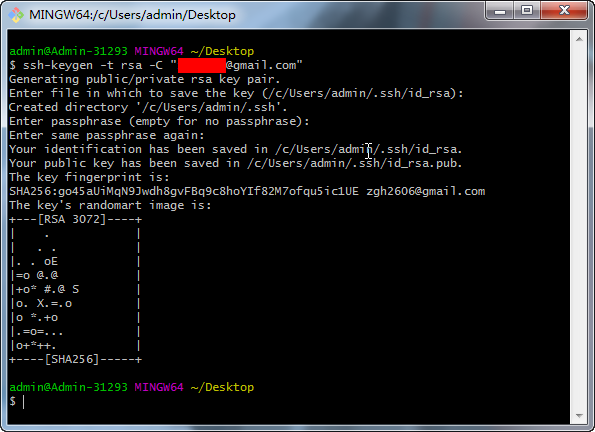 MINGW64:/c/Users/admin/Desktop
admin@Admin-31293 MINGW64 ~/Desktop
$ ssh-keygen -t rsa -C "@gmail.com"
Generating public/private rsa key pair.
Enter file in which to save the key (/c/Users/admin/.ssh/id_rsa):
Created directory '/c/Users/admin/.ssh'.
Enter passphrase (empty for no passphrase):
Enter same passphrase again:
Your identification has been saved in /c/Users/admin/.ssh/id_rsa.
Your public key has been saved in /c/Users/admin/.ssh/id_rsa.pub.
The key fingerprint is:
SHA256:go45aUiMqN9Jwdh8gvFBq9c8hoYIf82M7ofqu5ic1UE zgh2606@gmail.com
The key's randomart image is:
+---[RSA 3072]----+
|    .            |
|   . .           |
|. . oE           |
|=o @.@           |
|+o* #.@ S        |
|o. X.=.o         |
|o *.+o           |
|.=o=...          |
|o+*++.           |
+----[SHA256]-----+
admin@Admin-31293 MINGW64 ~/Desktop
$